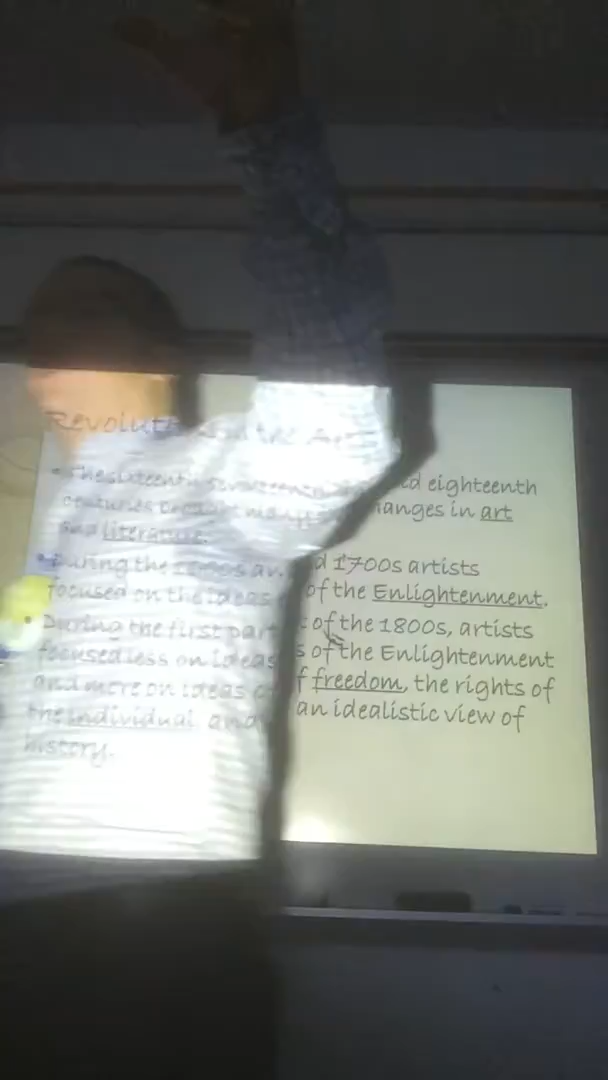 Revolut in the Arts
• The sixteenth, seventeenth, and eighteenth
centuries brought many changes in art
and literature.
• During the 1600s and 1700s artists
focused on the ideas of the Enlightenment.
• During the first part of the 1800s, artists
focused less on ideas of the Enlightenment
and more on ideas of freedom, the rights of
the individual, and an idealistic view of
history.